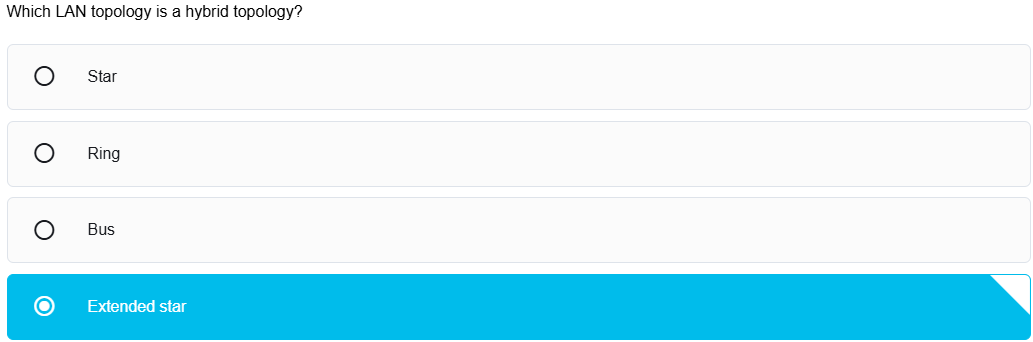 Which LAN topology is a hybrid topology?
Star
Ring
Bus
Extended star